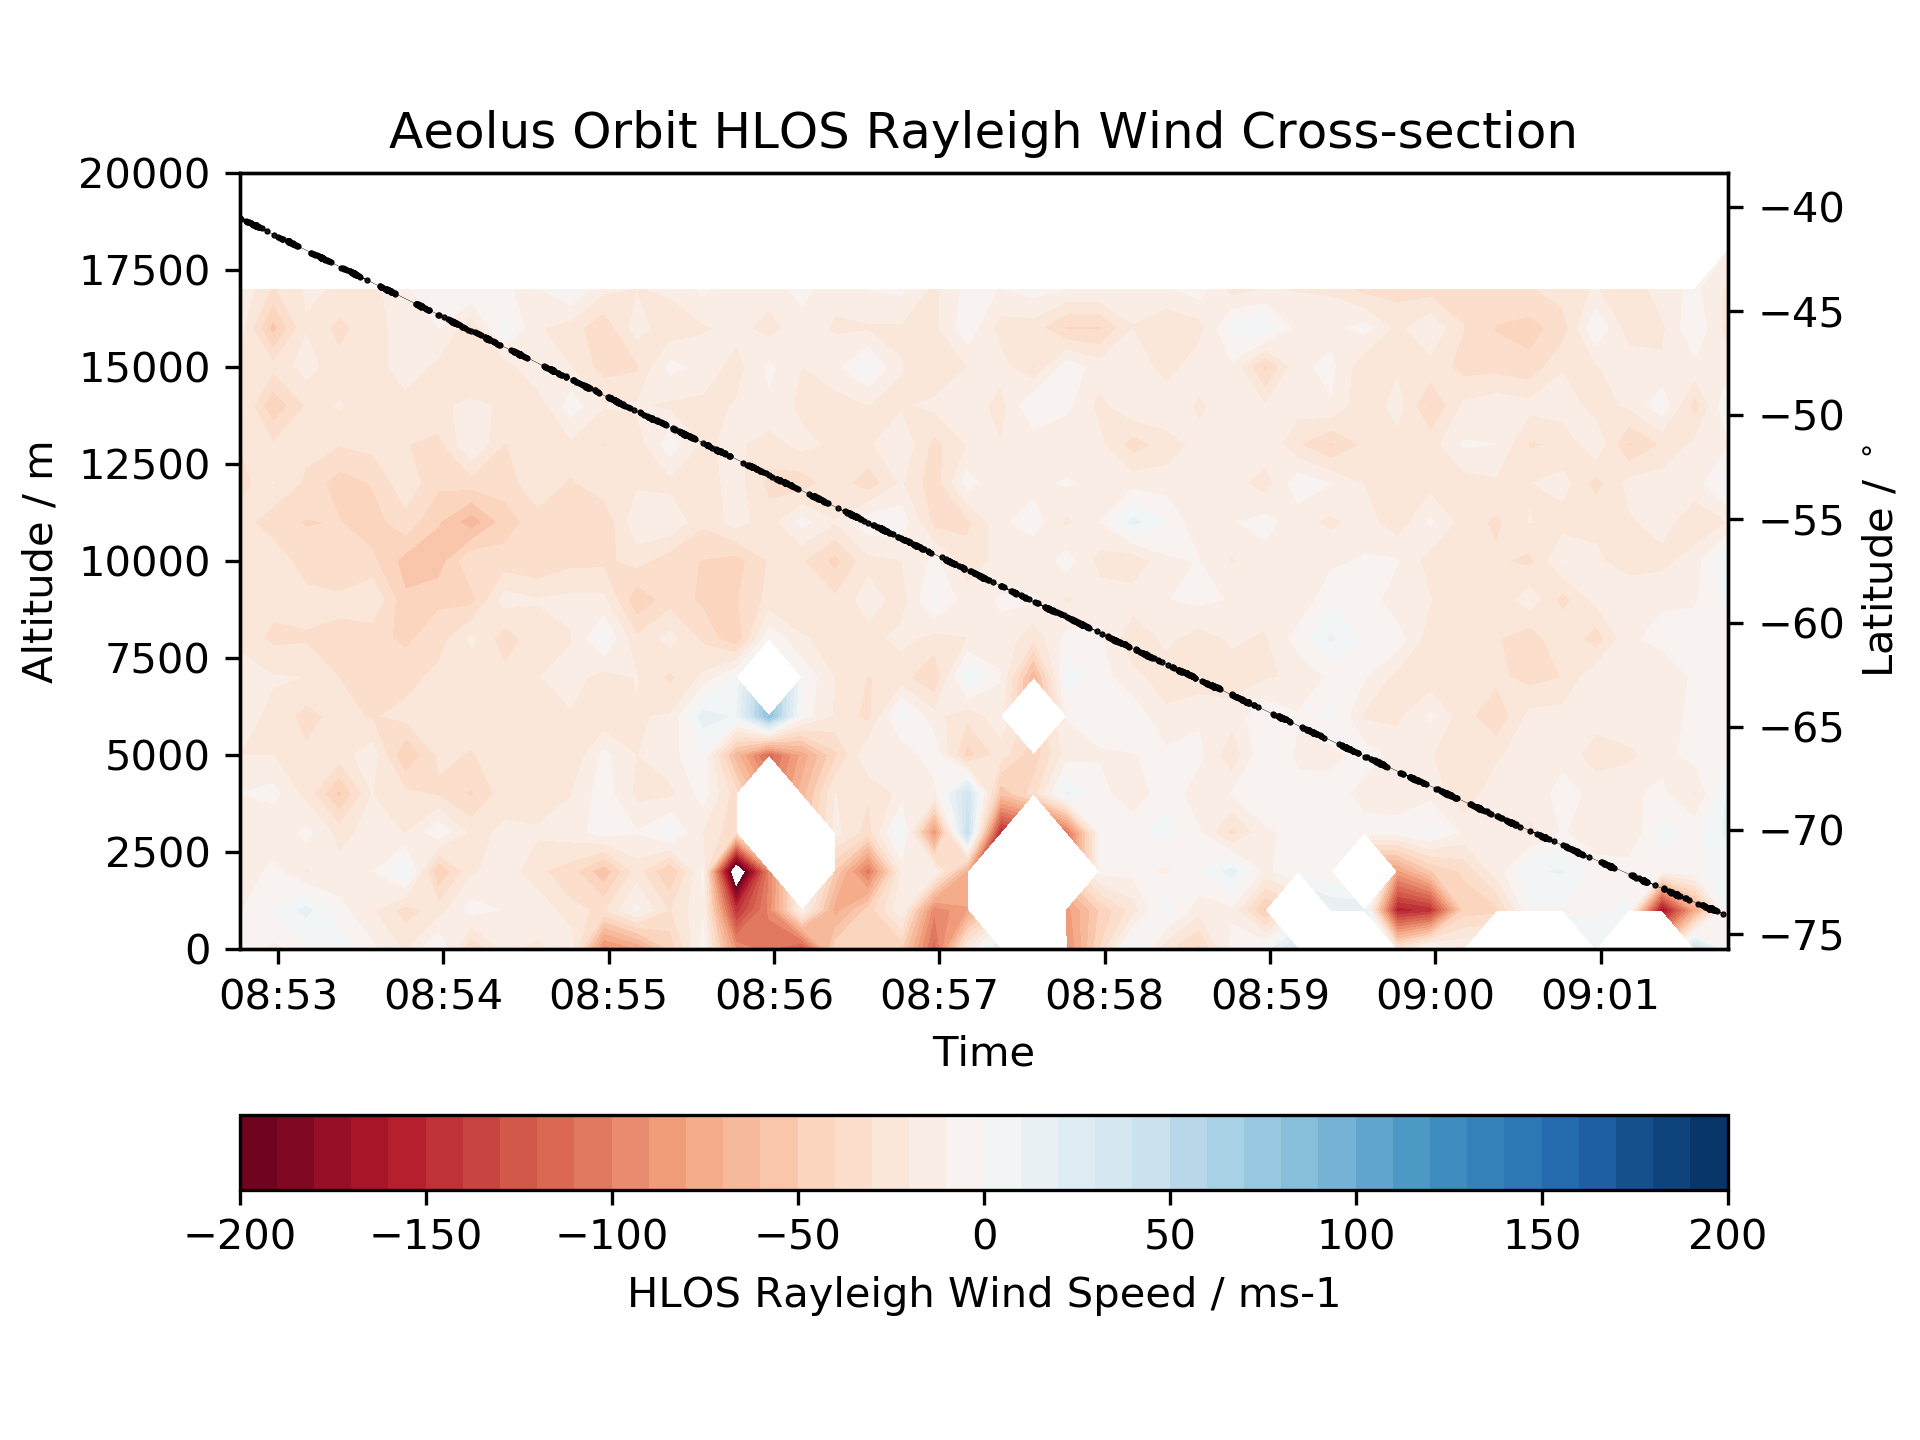 Aeolus Orbit HLOS Rayleigh Wind Cross-section
20000
17500
15000
12500
10000
7500
5000
2500
0
Altitude / m
−40
−45
−50
−55
−60
−65
−70
−75
Latitude / °
08:53 08:54 08:55 08:56 08:57 08:58 08:59 09:00 09:01
Time
−200 −150 −100 −50 0 50 100 150 200
HLOS Rayleigh Wind Speed / ms-1